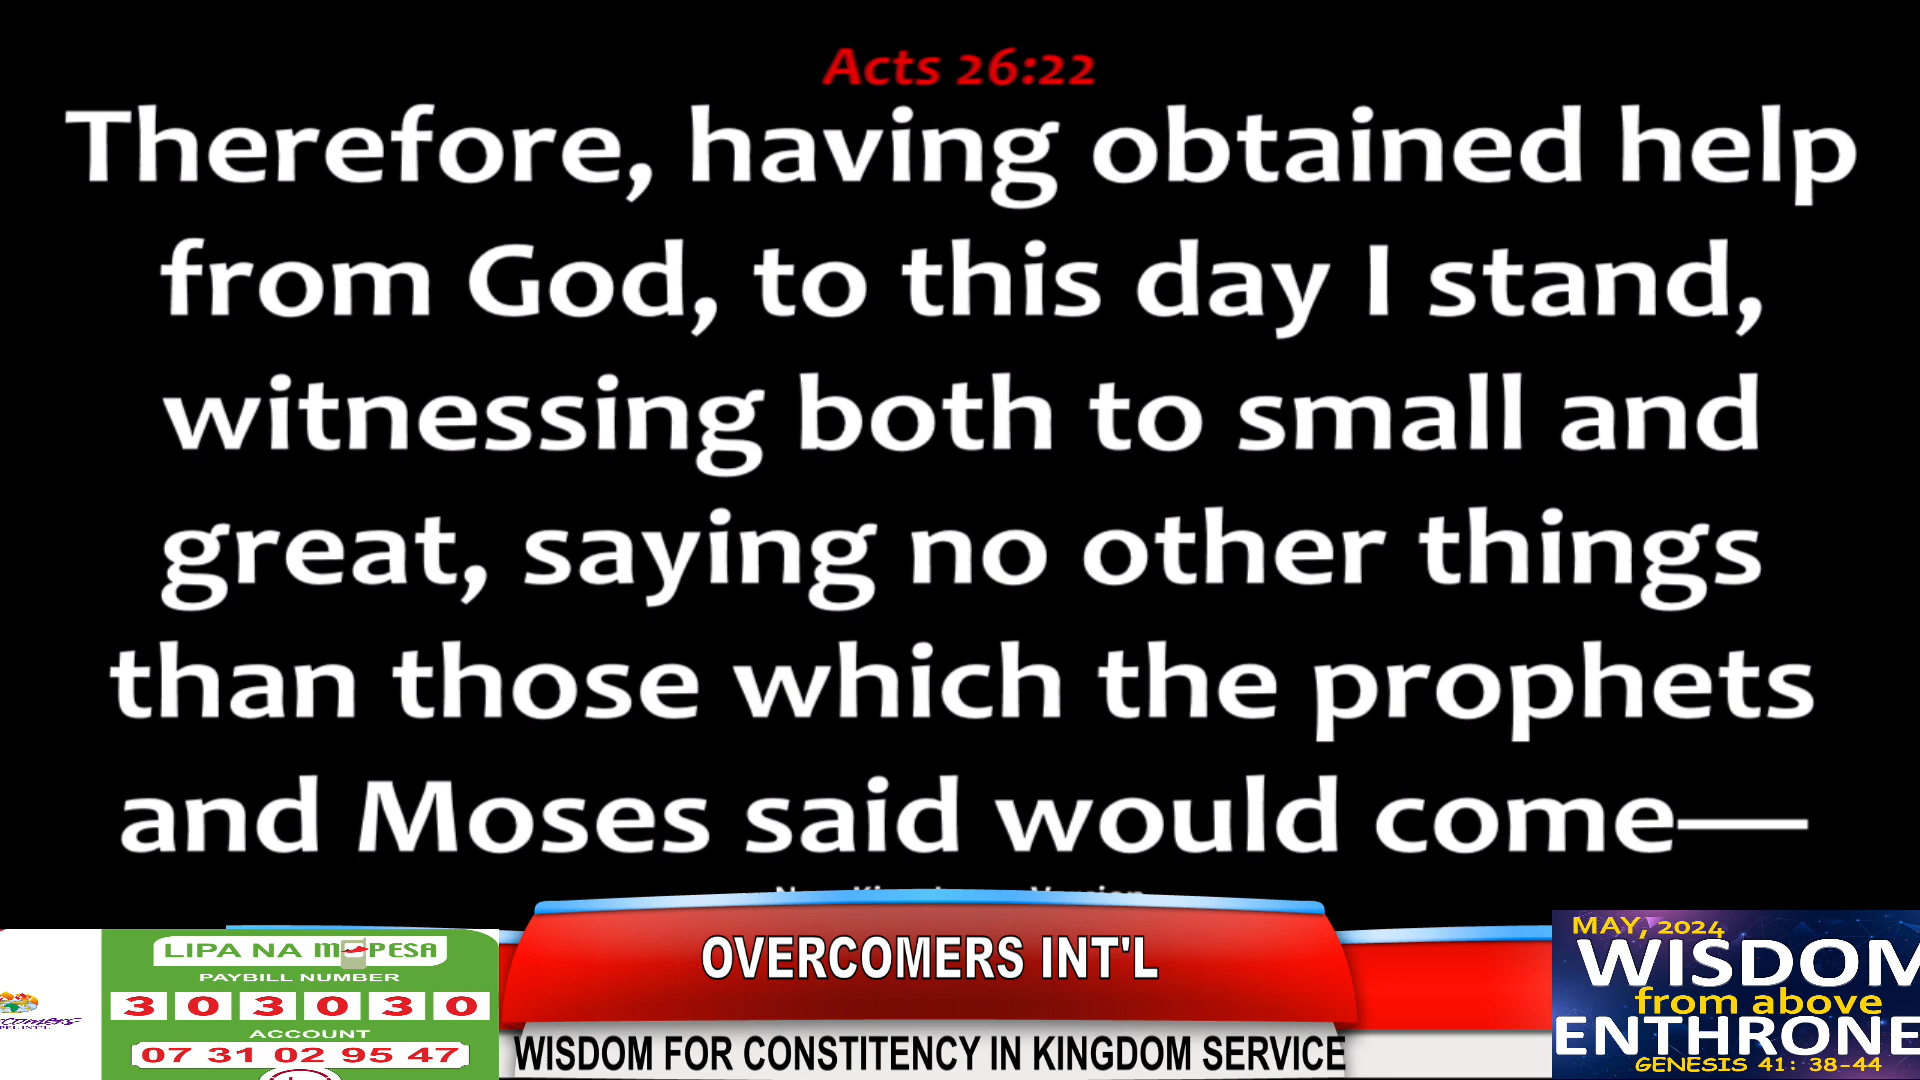 Acts 26:22
Therefore, having obtained help
from God, to this day I stand,
witnessing both to small and
great, saying no other things
than those which the prophets
and Moses said would come—
OVERCOMERS INT'L
WISDOM FOR CONSTITENCY IN KINGDOM SERVICE
LIPA NA M-PESA
PAYBILL NUMBER
3 0 3 0 3 0
ACCOUNT
07 31 02 95 47
MAY, 2024
WISDOM
from above
ENTHRONE
GENESIS 41: 38-44